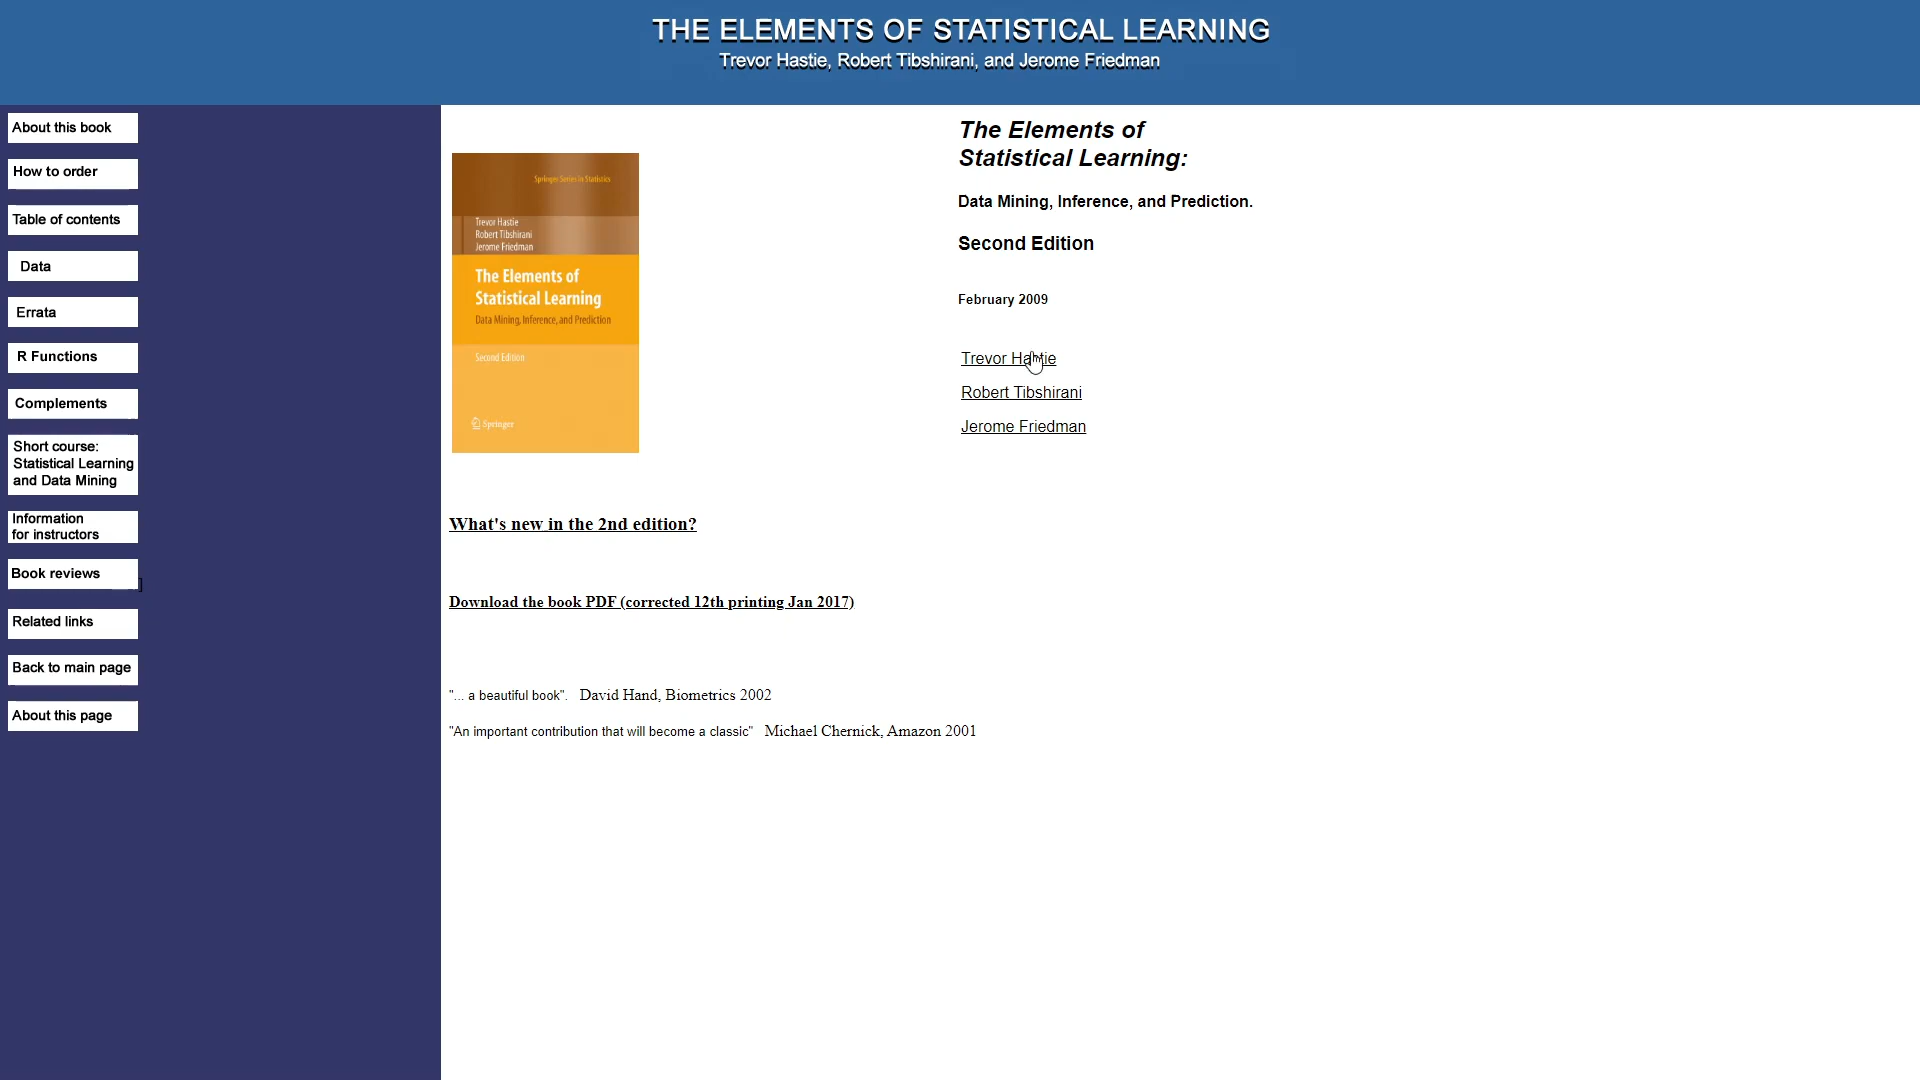 THE ELEMENTS OF STATISTICAL LEARNING
Trevor Hastie, Robert Tibshirani, and Jerome Friedman
About this book
How to order
Table of contents
Data
Errata
R Functions
Complements
Short course:
Statistical Learning
and Data Mining
Information
for instructors
Book reviews
]
Related links
Back to main page
About this page
Springer Series in Statistics
Trevor Hastie
Robert Tibshirani
Jerome Friedman
The Elements of
Statistical Learning
Data Mining, Inference, and Prediction
Second Edition
Springer
The Elements of
Statistical Learning:
Data Mining, Inference, and Prediction.
Second Edition
February 2009
Trevor Hastie
Robert Tibshirani
Jerome Friedman
What's new in the 2nd edition?
Download the book PDF (corrected 12th printing Jan 2017)
"... a beautiful book". David Hand, Biometrics 2002
"An important contribution that will become a classic" Michael Chernick, Amazon 2001